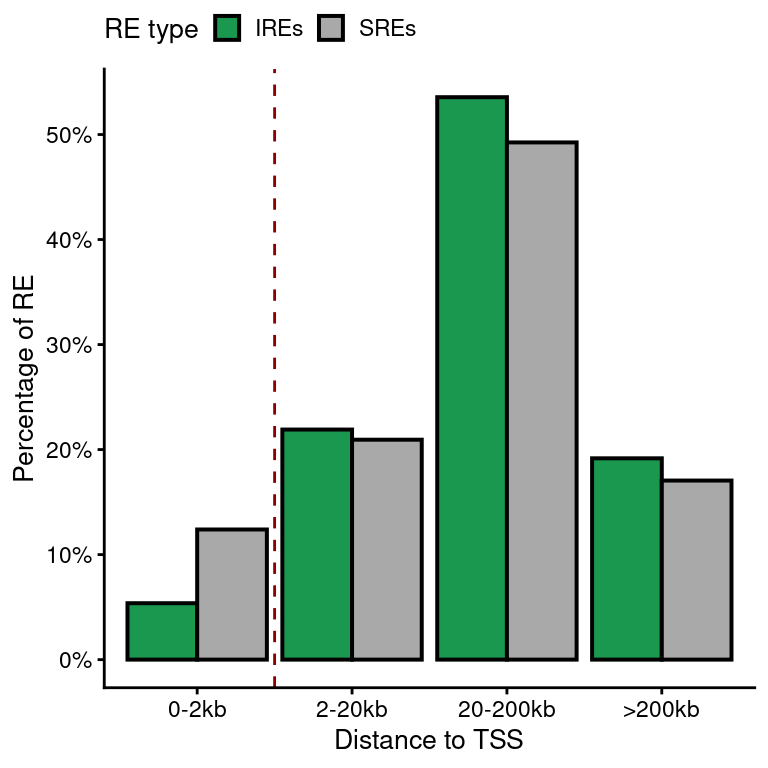 RE type IREs SREs
50%
40%
30%
20%
10%
0%
Percentage of RE
0-2kb 2-20kb 20-200kb >200kb
Distance to TSS